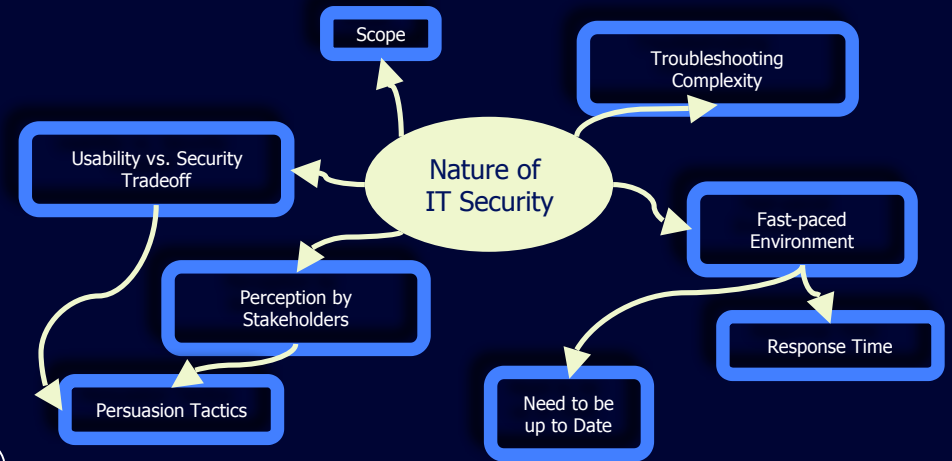 Scope
Troubleshooting
Complexity
Usability vs. Security
Tradeoff
Nature of
IT Security
Fast-paced
Environment
Perception by
Stakeholders
Response Time
Persuasion Tactics
Need to be
up to Date